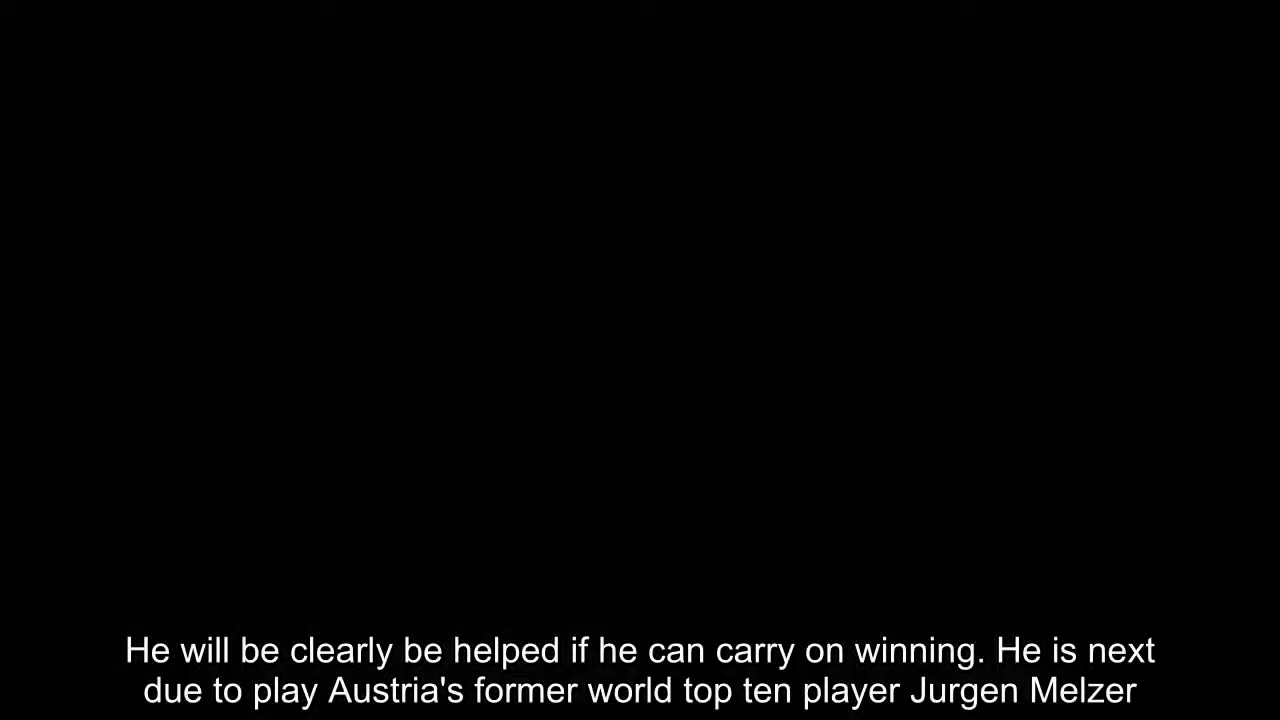 He will be clearly be helped if he can carry on winning. He is next
due to play Austria's former world top ten player Jurgen Melzer